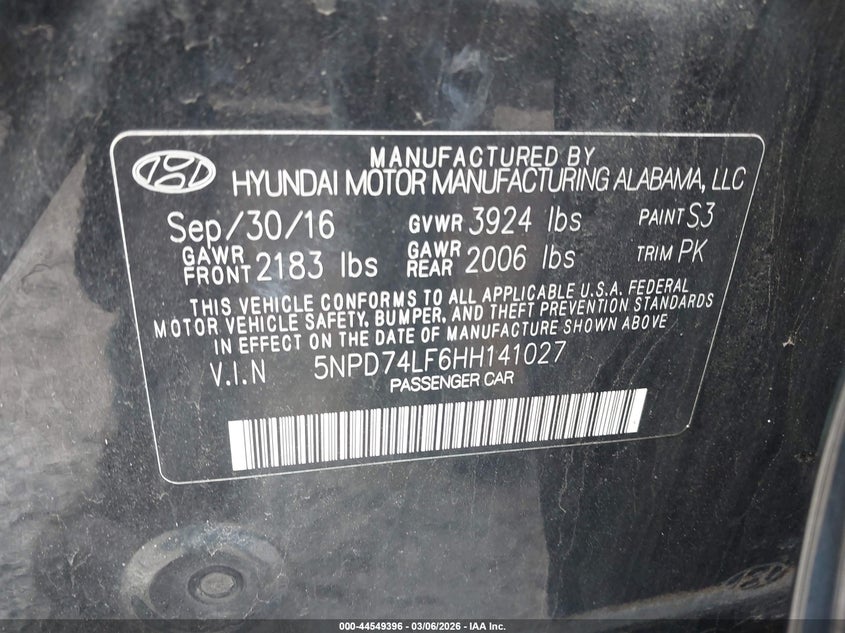 MANUFACTURED BY
HYUNDAI MOTOR MANUFACTURING ALABAMA, LLC
Sep/30/16 GVWR 3924 lbs PAINT S3
GAWR FRONT 2183 lbs GAWR REAR 2006 lbs TRIM PK
THIS VEHICLE CONFORMS TO ALL APPLICABLE U.S.A. FEDERAL
MOTOR VEHICLE SAFETY, BUMPER, AND THEFT PREVENTION STANDARDS
IN EFFECT ON THE DATE OF MANUFACTURE SHOWN ABOVE
V.I.N 5NPD74LF6HH141027
PASSENGER CAR
000-44549396 - 03/06/2026 - IAA Inc.